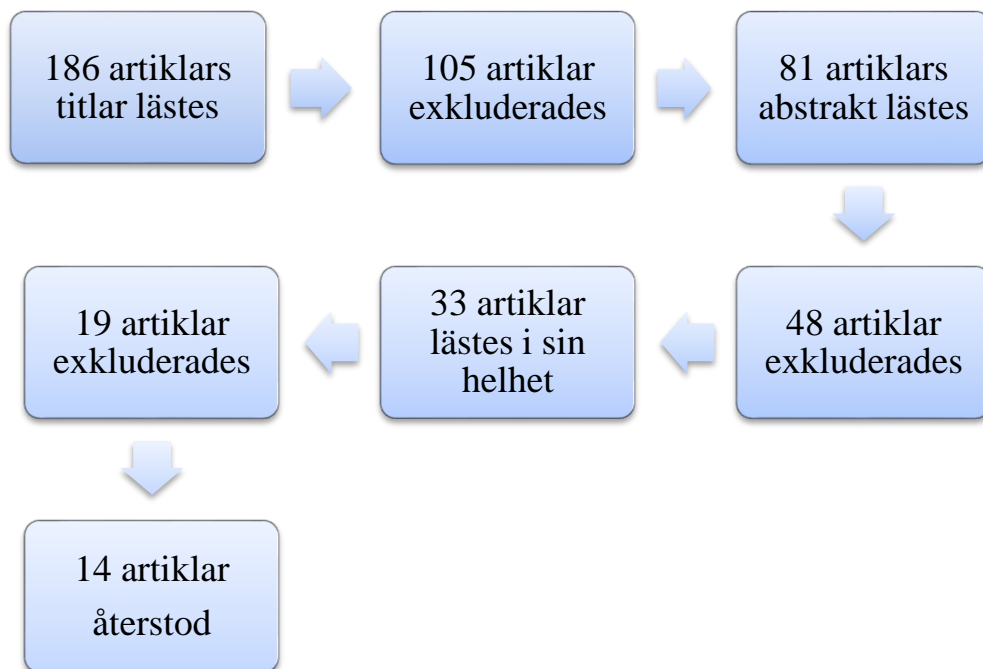 186 artiklars
titlar lästes
105 artiklar
exkluderades
81 artiklars
abstrakt lästes
48 artiklar
exkluderades
33 artiklar
lästes i sin
helhet
19 artiklar
exkluderades
14 artiklar
återstod